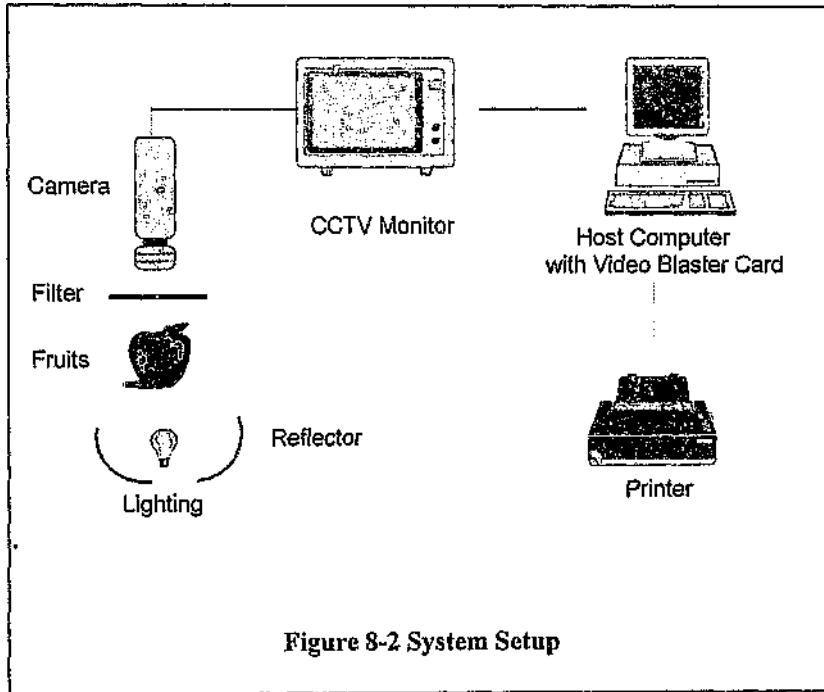 Camera
CCTV Monitor
Host Computer
with Video Blaster Card
Filter
Fruits
Reflector
Lighting
Printer
Figure 8-2 System Setup